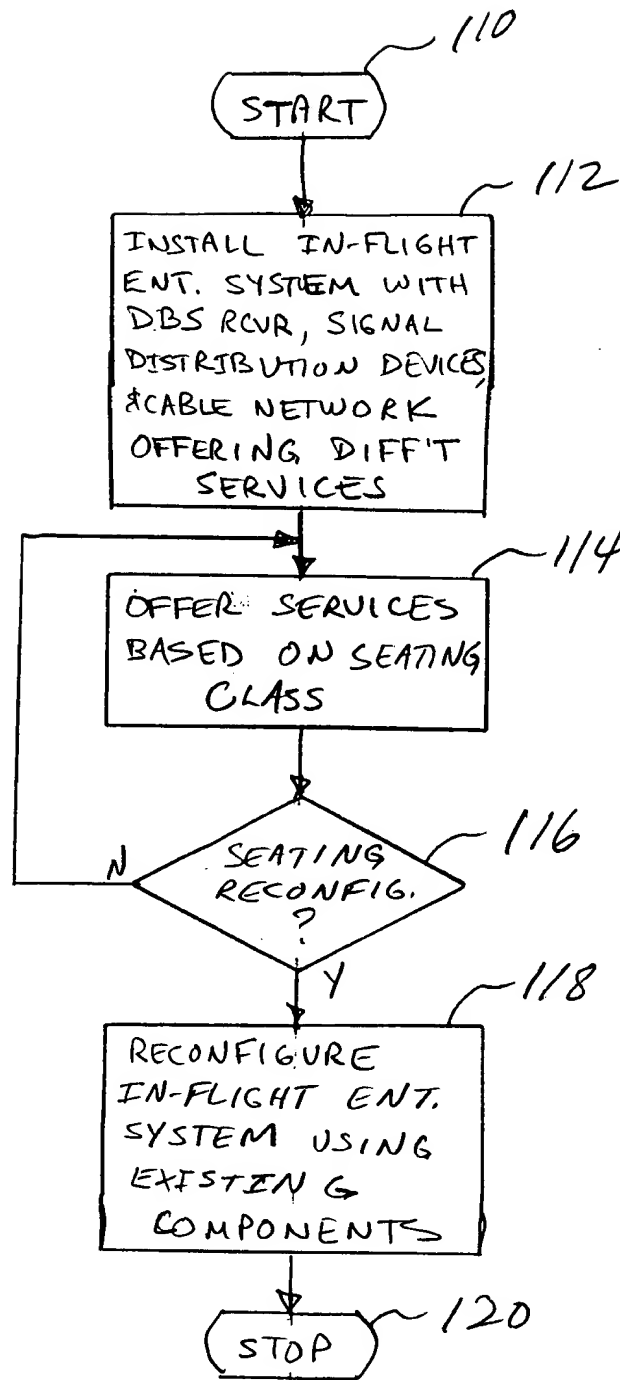 110
START
112
INSTALL IN-FLIGHT
ENT. SYSTEM WITH
DBS RCVR, SIGNAL
DISTRIBUTION DEVICES,
& CABLE NETWORK
OFFERING DIFF'T
SERVICES
114
OFFER SERVICES
BASED ON SEATING
CLASS
116
SEATING
RECONFIG.
?
N
Y
118
RECONFIGURE
IN-FLIGHT ENT.
SYSTEM USING
EXISTING
COMPONENTS
120
STOP